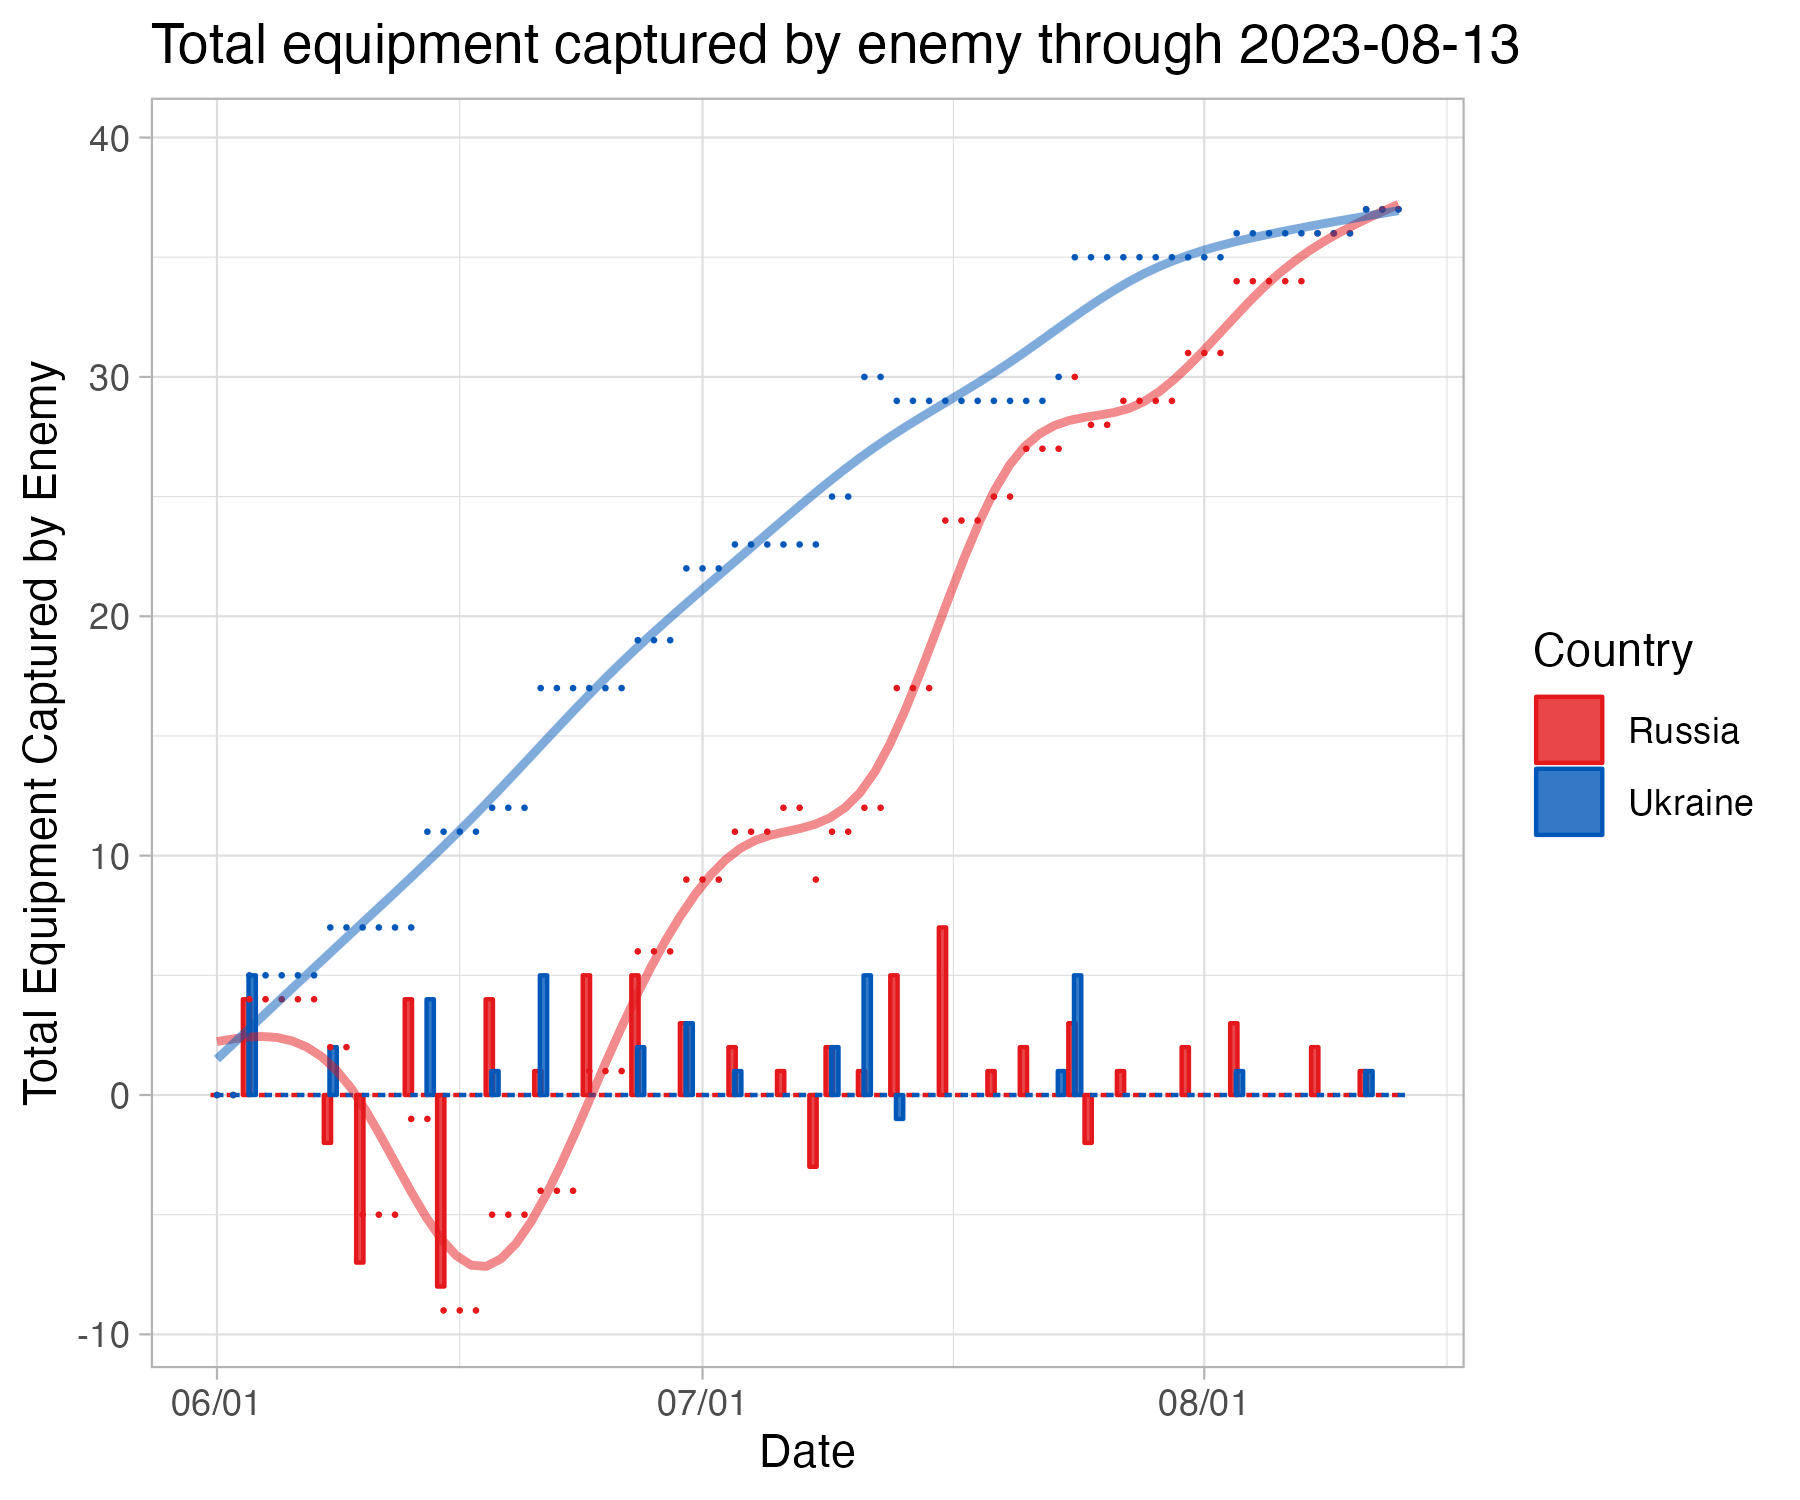 Total equipment captured by enemy through 2023-08-13
Total Equipment Captured by Enemy
40
30
20
10
0
-10
06/01
07/01
08/01
Date
Country
Russia
Ukraine